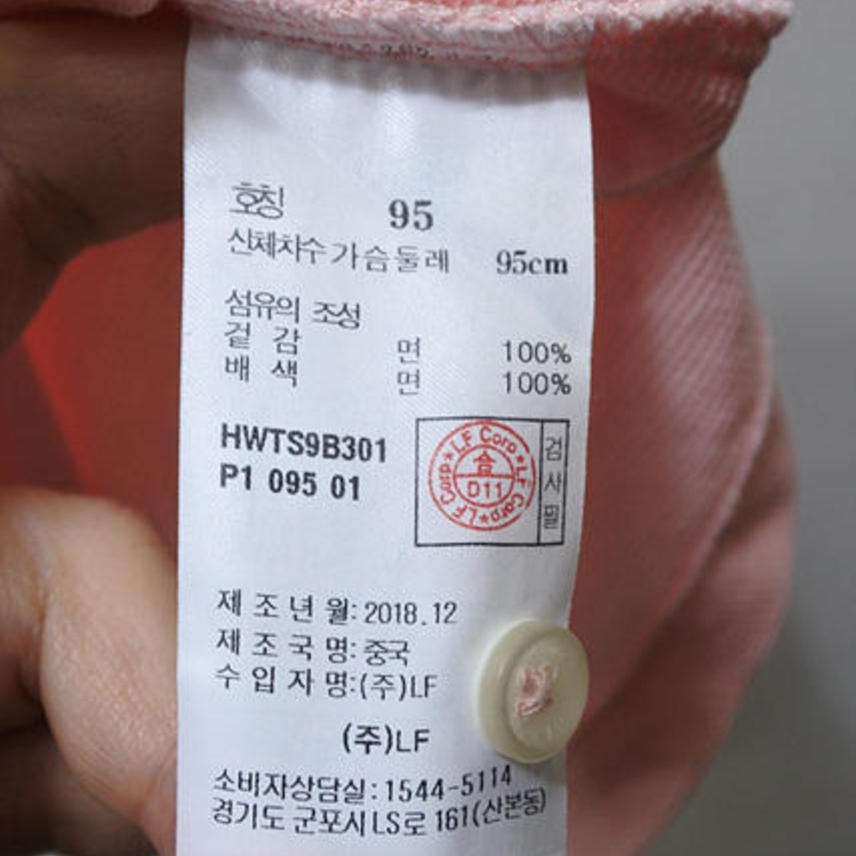 호칭 95
신체치수 가슴둘레 95cm
섬유의 조성
겉 감 면 100%
배 색 면 100%
HWTS9B301
P1 095 01
LF Corp★LF Corp★LF Corp★
合
D11
검사필
제 조 년 월: 2018.12
제 조 국 명: 중국
수 입 자 명:(주)LF
(주)LF
소비자상담실: 1544-5114
경기도 군포시 LS로 161(산본동)